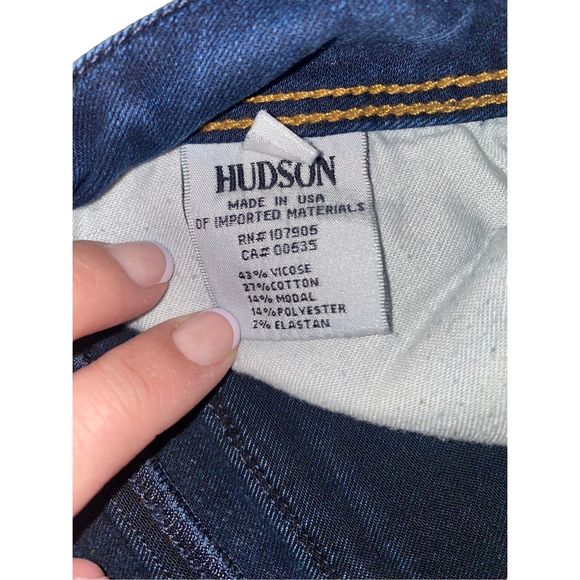 HUDSON
MADE IN USA
OF IMPORTED MATERIALS
RN# 107905
CA# 00535
43% VICOSE
27% COTTON
14% MODAL
14% POLYESTER
2% ELASTAN